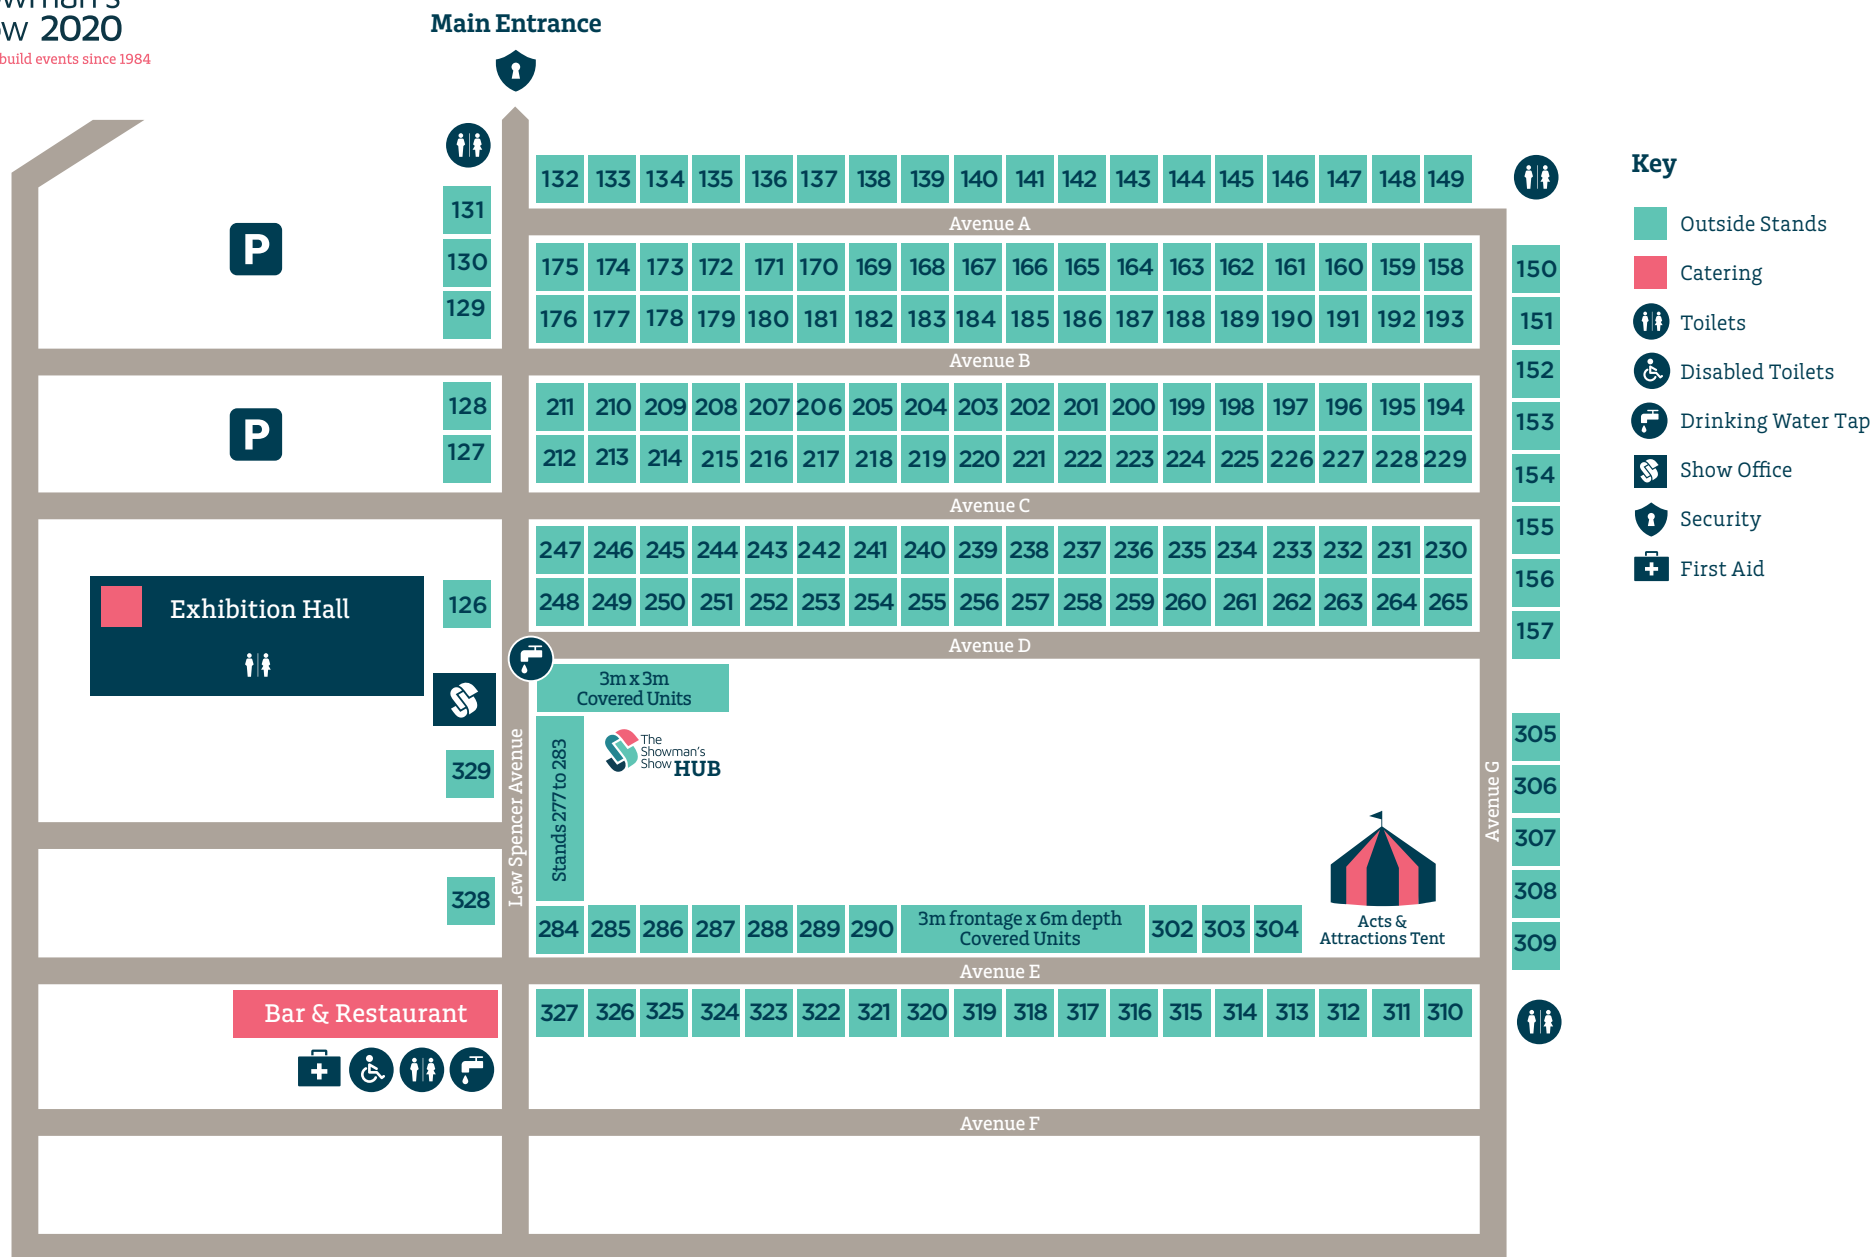 2020
build events since 1984
Main Entrance
132 133 134 135 136 137 138 139 140 141 142 143 144 145 146 147 148 149
131
Avenue A
130
129
175 174 173 172 171 170 169 168 167 166 165 164 163 162 161 160 159 158
176 177 178 179 180 181 182 183 184 185 186 187 188 189 190 191 192 193
P
Avenue B
128
127
211 210 209 208 207 206 205 204 203 202 201 200 199 198 197 196 195 194
212 213 214 215 216 217 218 219 220 221 222 223 224 225 226 227 228 229
P
Avenue C
247 246 245 244 243 242 241 240 239 238 237 236 235 234 233 232 231 230
248 249 250 251 252 253 254 255 256 257 258 259 260 261 262 263 264 265
Exhibition Hall
126
Avenue D
3m x 3m
Covered Units
329
Lew Spencer Avenue
Stands 277 to 283
The
Showman's
Show HUB
328
284 285 286 287 288 289 290
3m frontage x 6m depth
Covered Units
302 303 304
Acts &
Attractions Tent
Avenue G
150
151
152
153
154
155
156
157
305
306
307
308
309
Avenue E
Bar & Restaurant
327 326 325 324 323 322 321 320 319 318 317 316 315 314 313 312 311 310
Avenue F
Key
Outside Stands
Catering
Toilets
Disabled Toilets
Drinking Water Tap
Show Office
Security
First Aid